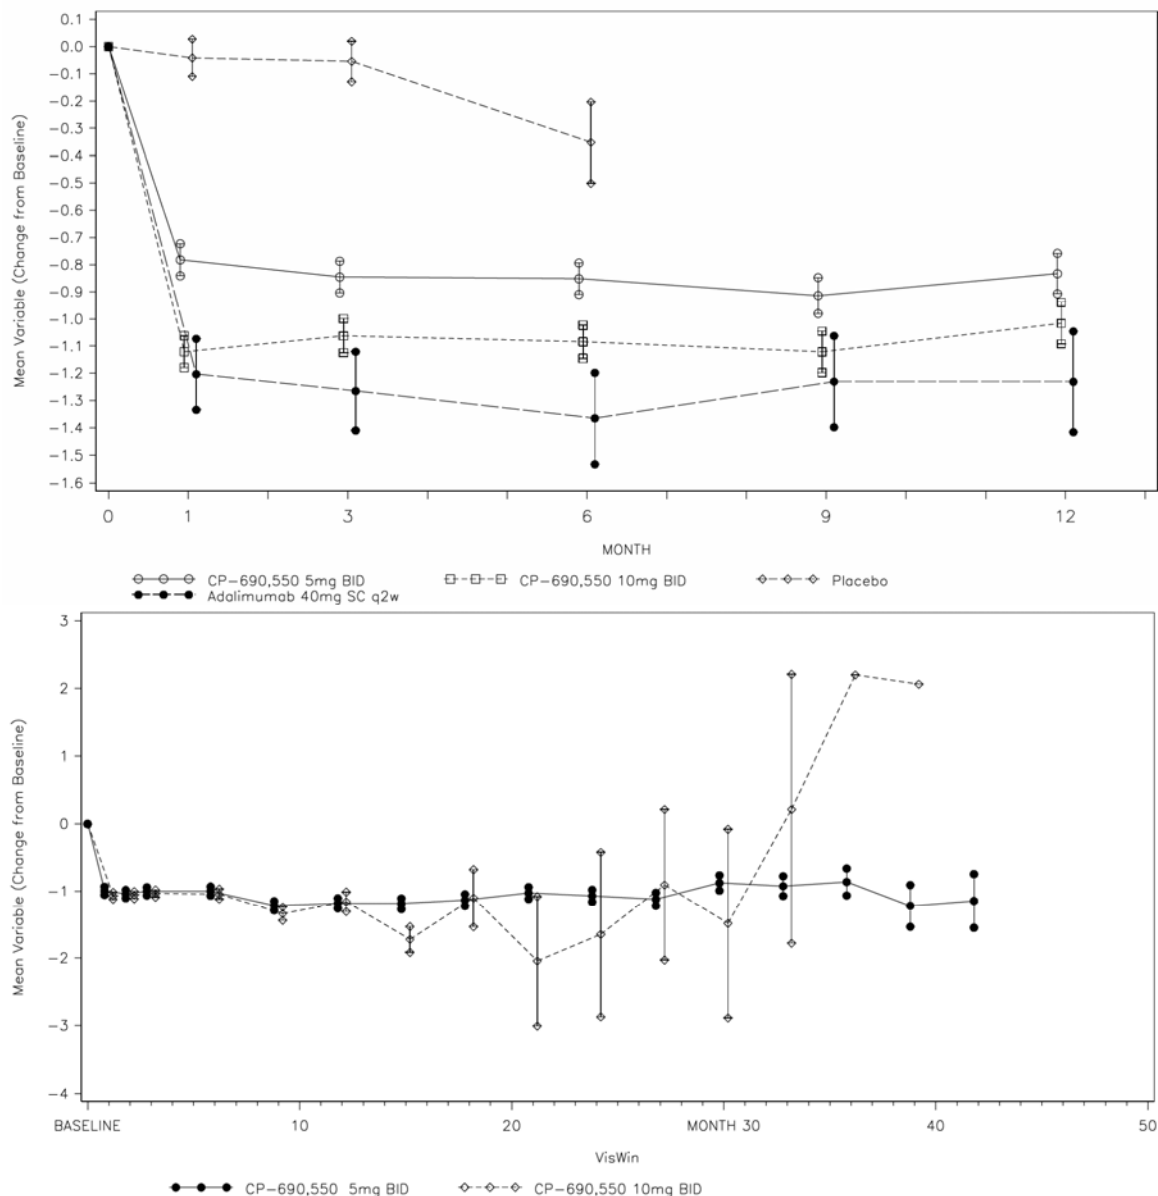 0.1
0.0
−0.1
−0.2
−0.3
−0.4
−0.5
−0.6
−0.7
−0.8
−0.9
−1.0
−1.1
−1.2
−1.3
−1.4
−1.5
−1.6
Mean Variable (Change from Baseline)
0 1 3 6 9 12
MONTH
CP−690,550 5mg BID CP−690,550 10mg BID Placebo
Adalimumab 40mg SC q2w
3
2
1
0
−1
−2
−3
−4
Mean Variable (Change from Baseline)
BASELINE 10 20 MONTH 30 40 50
VisWin
CP−690,550 5mg BID CP−690,550 10mg BID